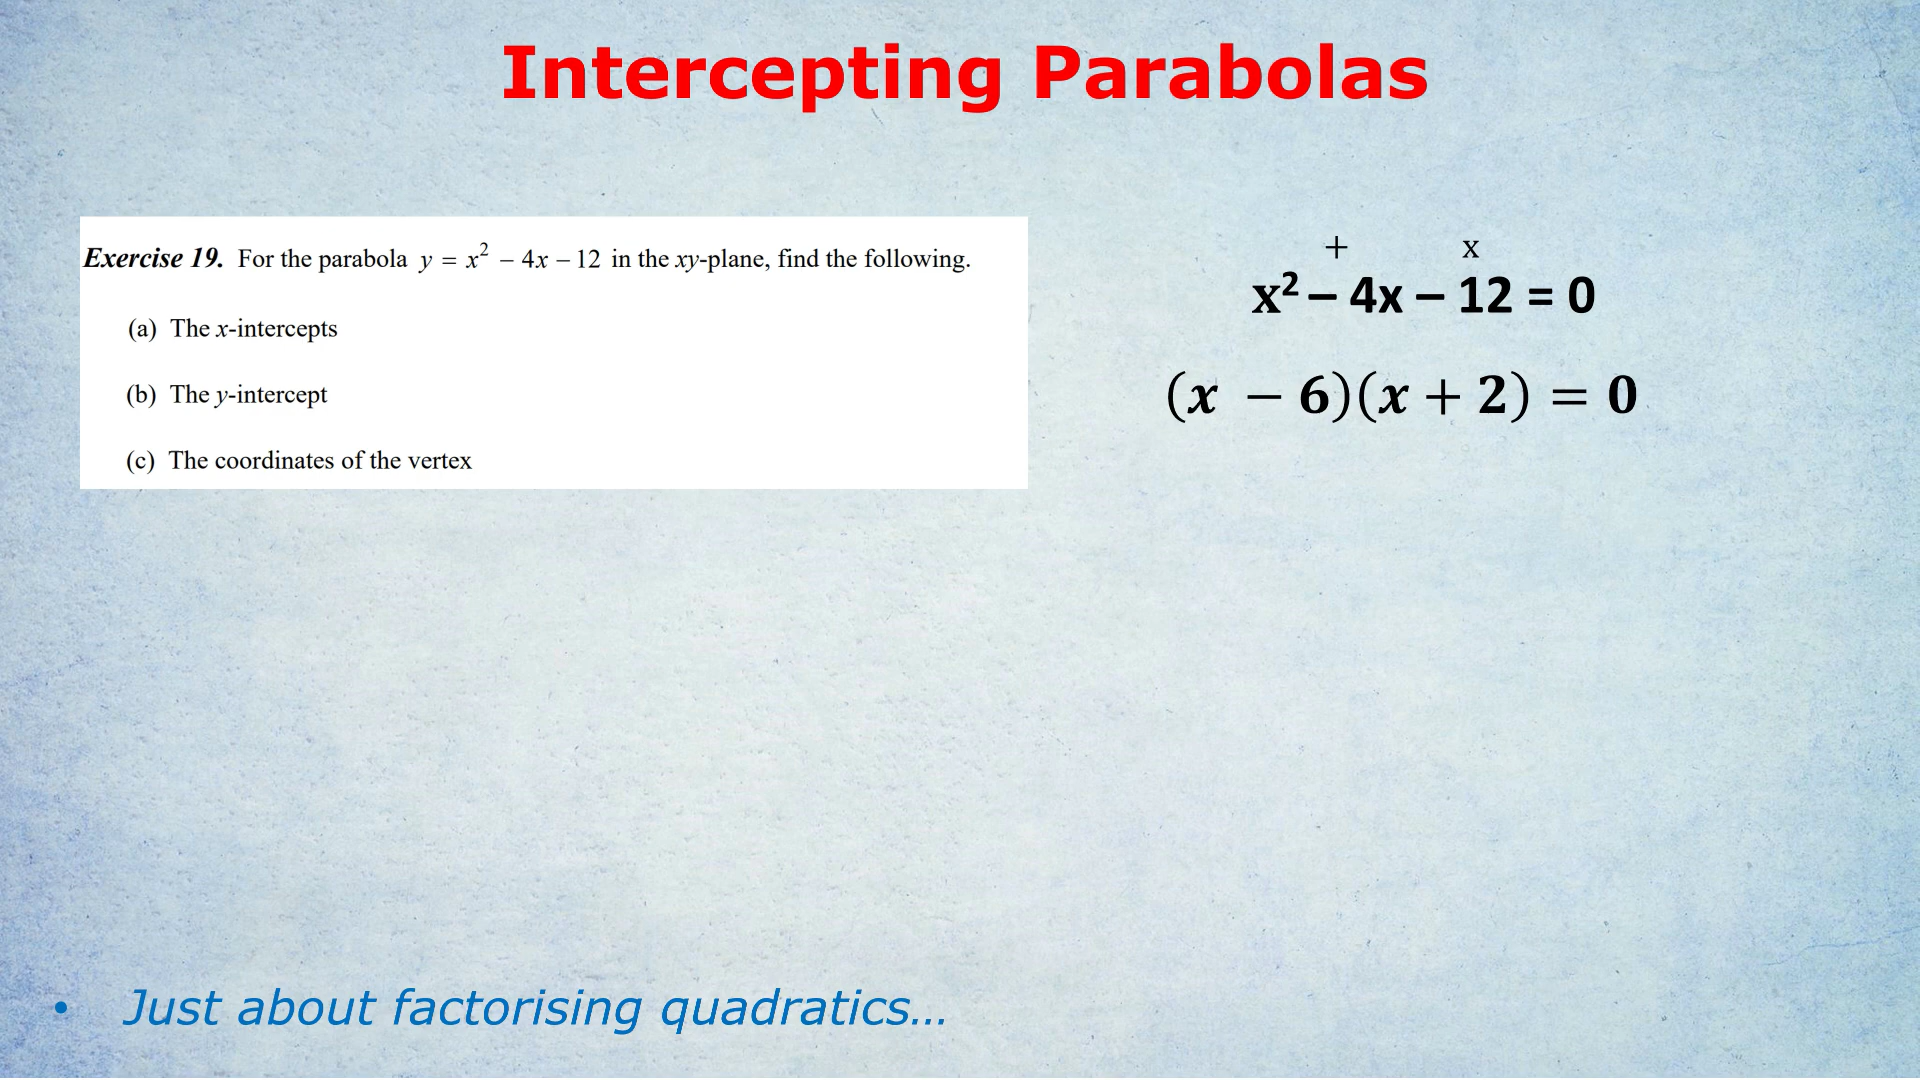 Intercepting Parabolas
Exercise 19. For the parabola y = x² – 4x – 12 in the xy-plane, find the following.
(a) The x-intercepts
(b) The y-intercept
(c) The coordinates of the vertex
+ x
x² – 4x – 12 = 0
(x – 6)(x + 2) = 0
• Just about factorising quadratics…